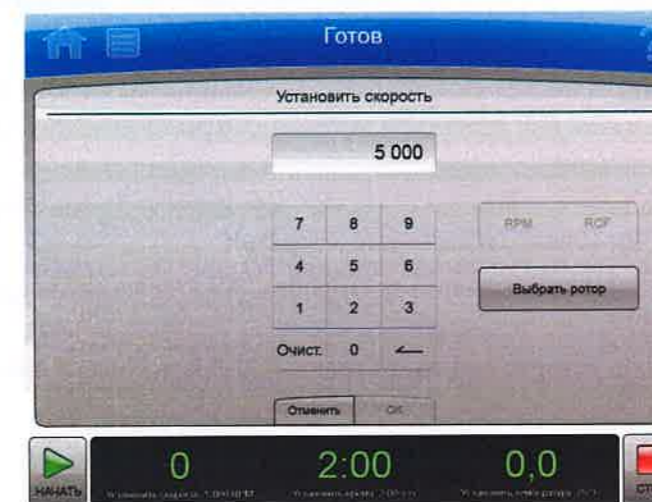 Готов
Установить скорость
5 000
7 8 9
RPM RCF
4 5 6
Выбрать ротор
1 2 3
Очист. 0
Отменить OK
НАЧАТЬ
0 2:00 0,0